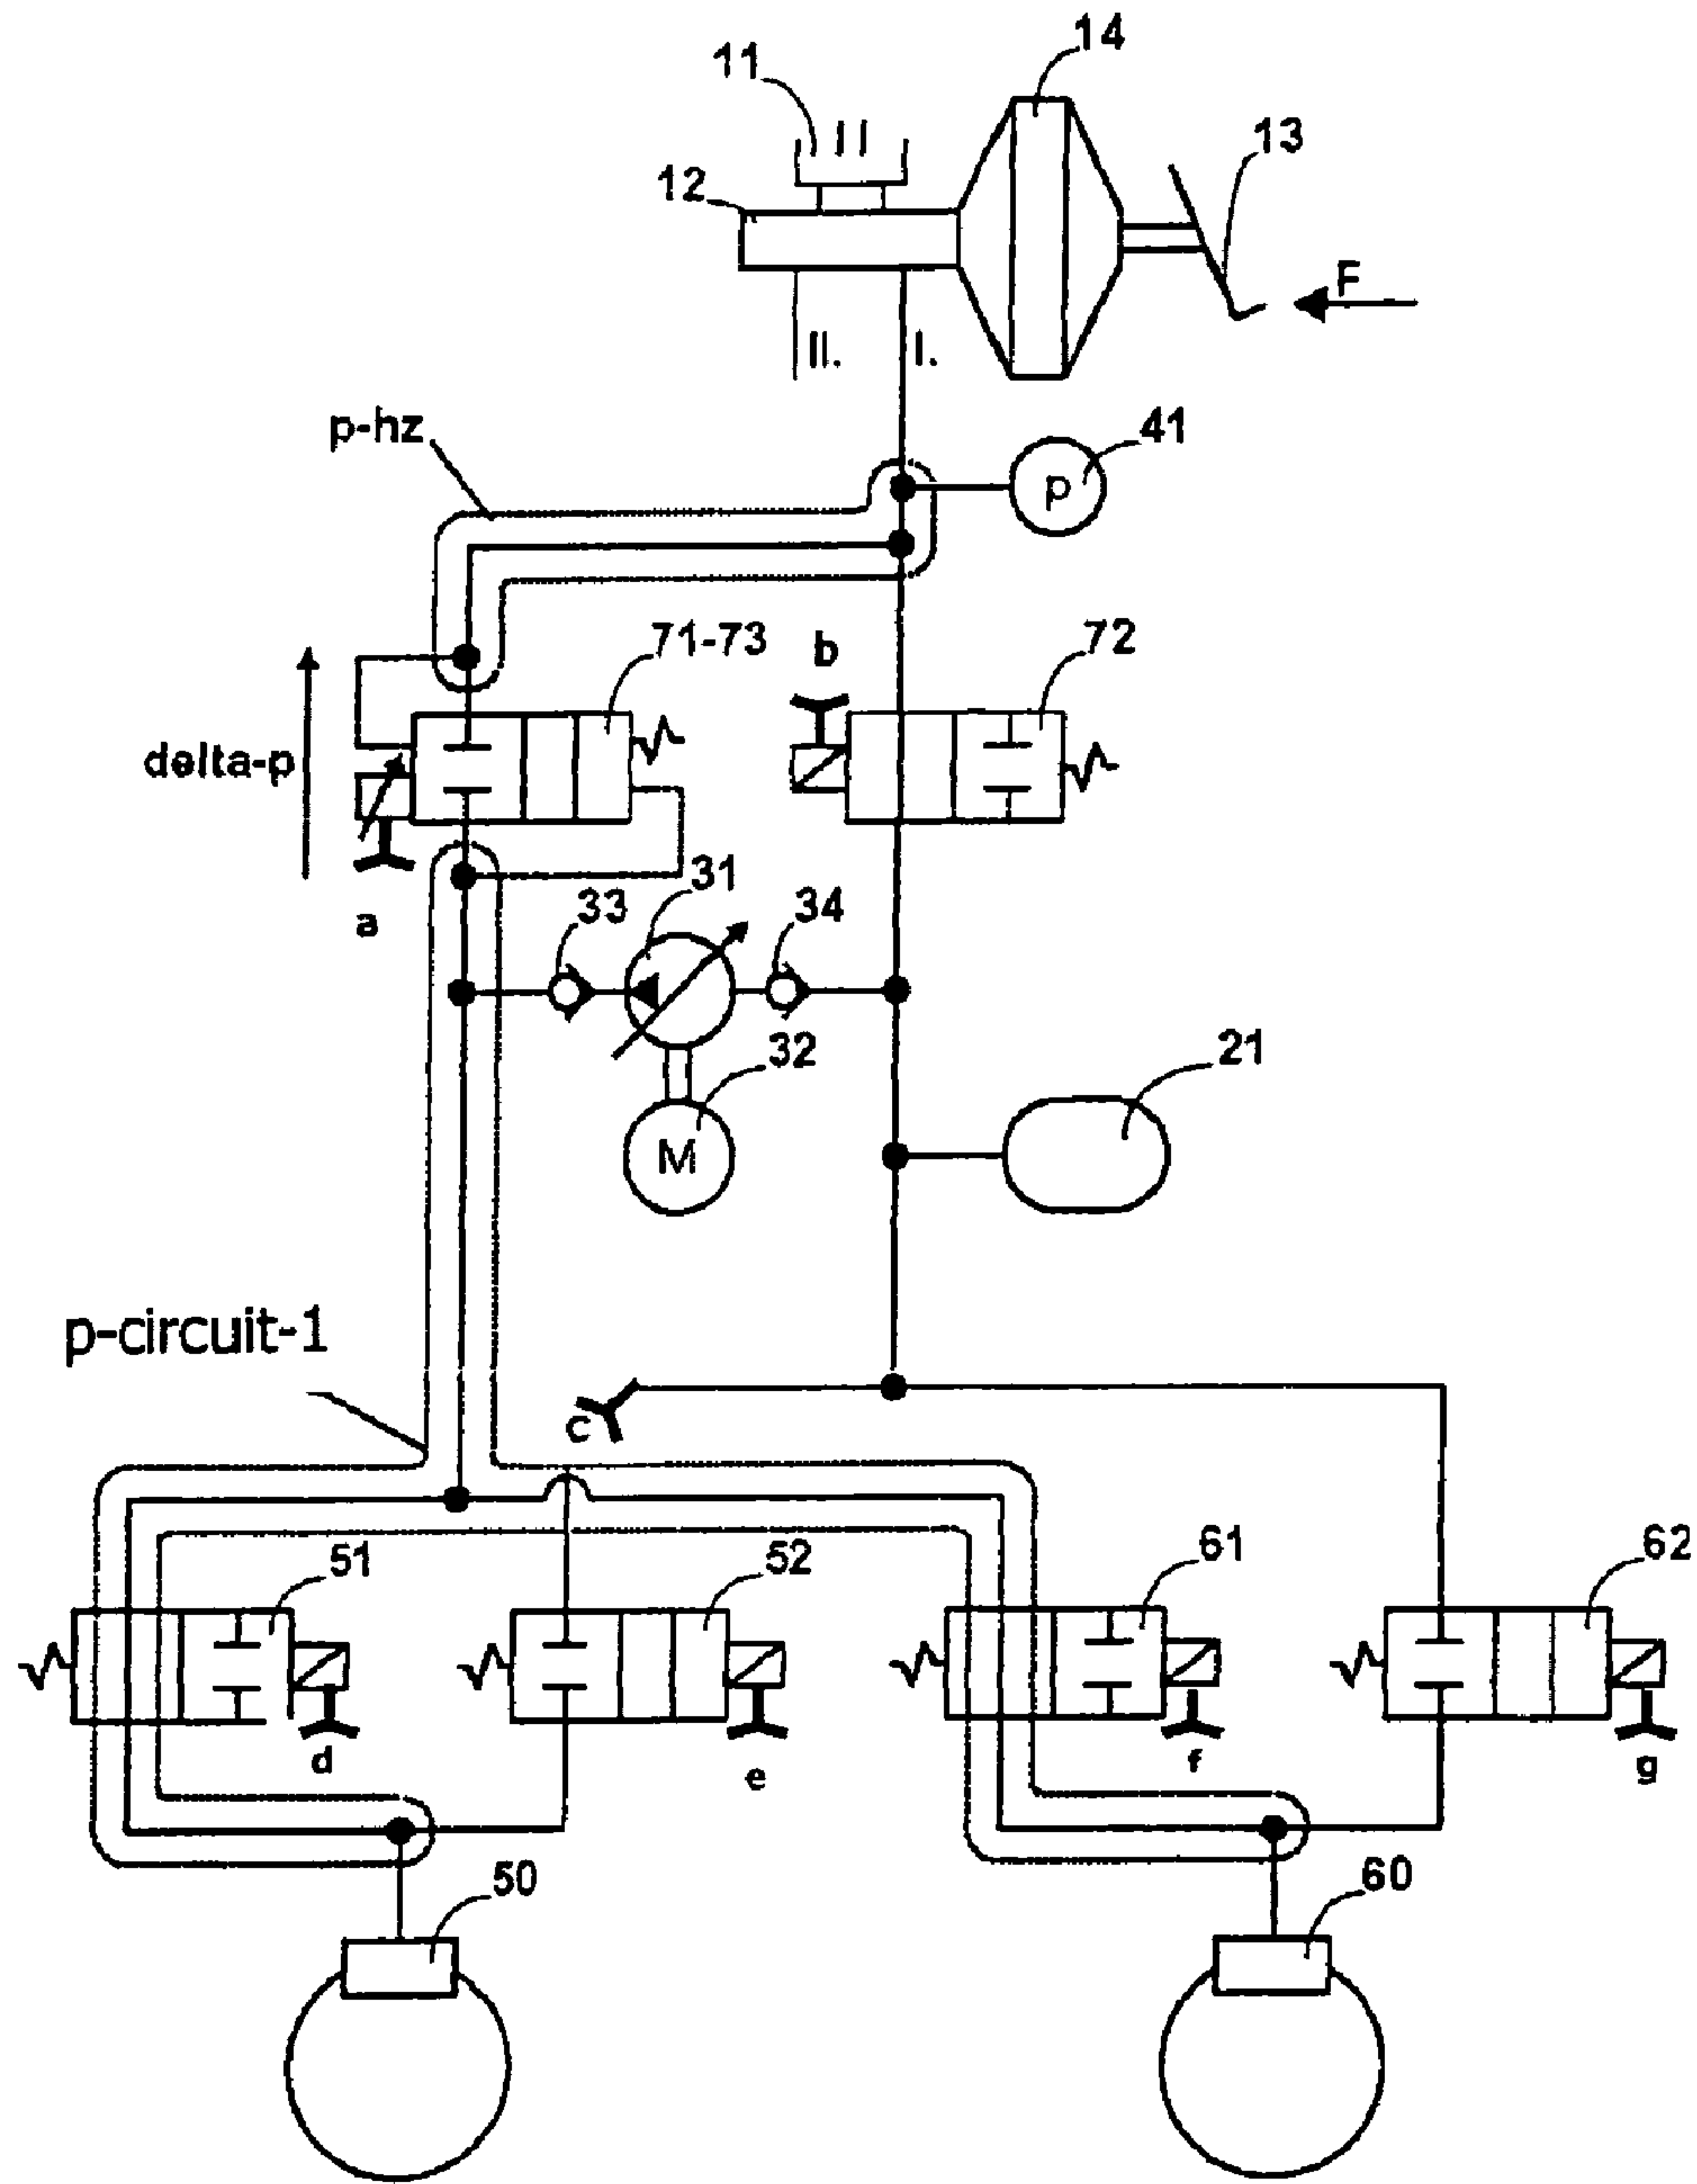 14
11
13
12
F
II.
I.
p-hz
41
p
71-73
b
72
delta-p
a
33
31
34
32
21
M
p-circuit-1
c
51
52
61
62
d
e
f
g
50
60